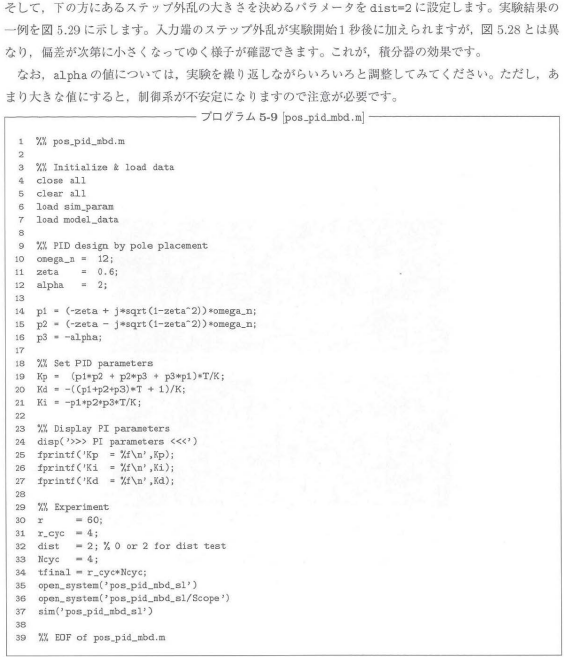 そして，下の方にあるステップ外乱の大きさを決めるパラメータを dist=2 に設定します．実験結果の
一例を図 5.29 に示します．入力端のステップ外乱が実験開始1 秒後に加えられますが，図 5.28 とは異
なり，偏差が次第に小さくなってゆく様子が確認できます．これが，積分器の効果です．
なお，alpha の値については，実験を繰り返しながらいろいろと調整してみてください．ただし，あ
まり大きな値にすると，制御系が不安定になりますので注意が必要です．
プログラム 5-9 [pos_pid_mbd.m]
1 %% pos_pid_mbd.m
2
3 %% Initialize & load data
4 close all
5 clear all
6 load sim_param
7 load model_data
8
9 %% PID design by pole placement
10 omega_n = 12;
11 zeta = 0.6;
12 alpha = 2;
13
14 p1 = (-zeta + j*sqrt(1-zeta^2))*omega_n;
15 p2 = (-zeta - j*sqrt(1-zeta^2))*omega_n;
16 p3 = -alpha;
17
18 %% Set PID parameters
19 Kp = (p1*p2 + p2*p3 + p3*p1)*T/K;
20 Kd = -((p1+p2+p3)*T + 1)/K;
21 Ki = -p1*p2*p3*T/K;
22
23 %% Display PI parameters
24 disp('>>> PI parameters <<<')
25 fprintf('Kp = %f\n',Kp);
26 fprintf('Ki = %f\n',Ki);
27 fprintf('Kd = %f\n',Kd);
28
29 %% Experiment
30 r = 60;
31 r_cyc = 4;
32 dist = 2; % 0 or 2 for dist test
33 Ncyc = 4;
34 tfinal = r_cyc*Ncyc;
35 open_system('pos_pid_mbd_sl')
36 open_system('pos_pid_mbd_sl/Scope')
37 sim('pos_pid_mbd_sl')
38
39 %% EOF of pos_pid_mbd.m